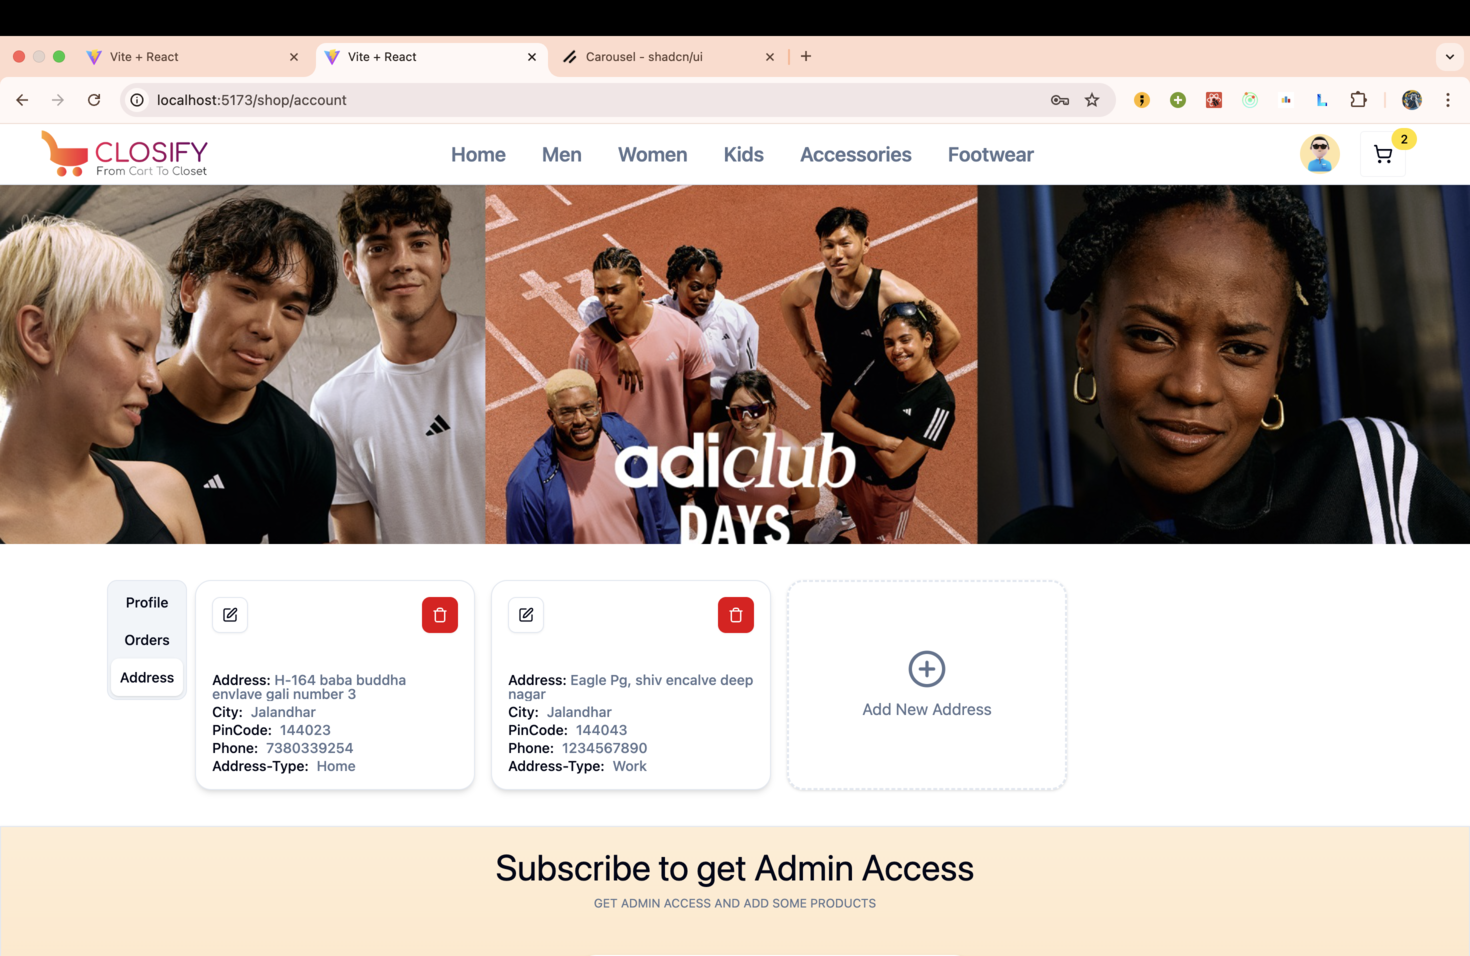 Vite + React
Vite + React
Carousel - shadcn/ui
localhost:5173/shop/account
CLOSIFY
From Cart To Closet
Home
Men
Women
Kids
Accessories
Footwear
2
adiclub
DAYS
Profile
Orders
Address
Address: H-164 baba buddha
envlave gali number 3
City: Jalandhar
PinCode: 144023
Phone: 7380339254
Address-Type: Home
Address: Eagle Pg, shiv encalve deep
nagar
City: Jalandhar
PinCode: 144043
Phone: 1234567890
Address-Type: Work
Add New Address
Subscribe to get Admin Access
GET ADMIN ACCESS AND ADD SOME PRODUCTS